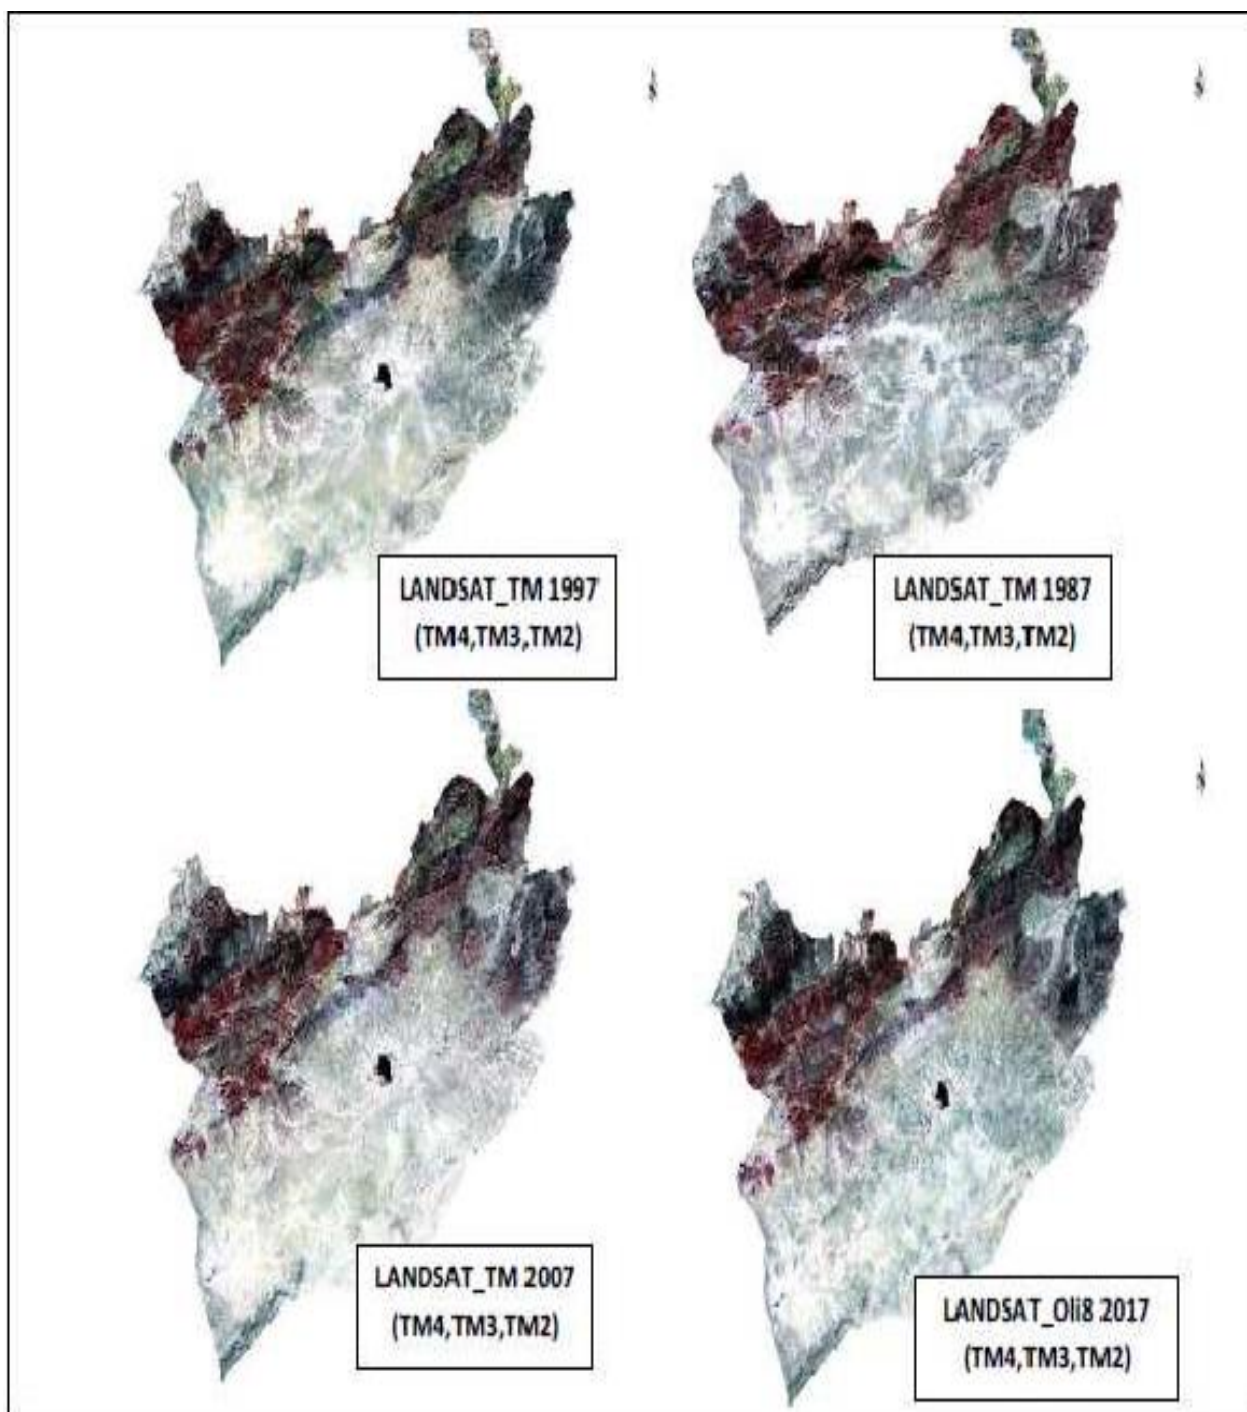 LANDSAT_TM 1997
(TM4,TM3,TM2)
LANDSAT_TM 1987
(TM4,TM3,TM2)
LANDSAT_TM 2007
(TM4,TM3,TM2)
LANDSAT_Oli8 2017
(TM4,TM3,TM2)